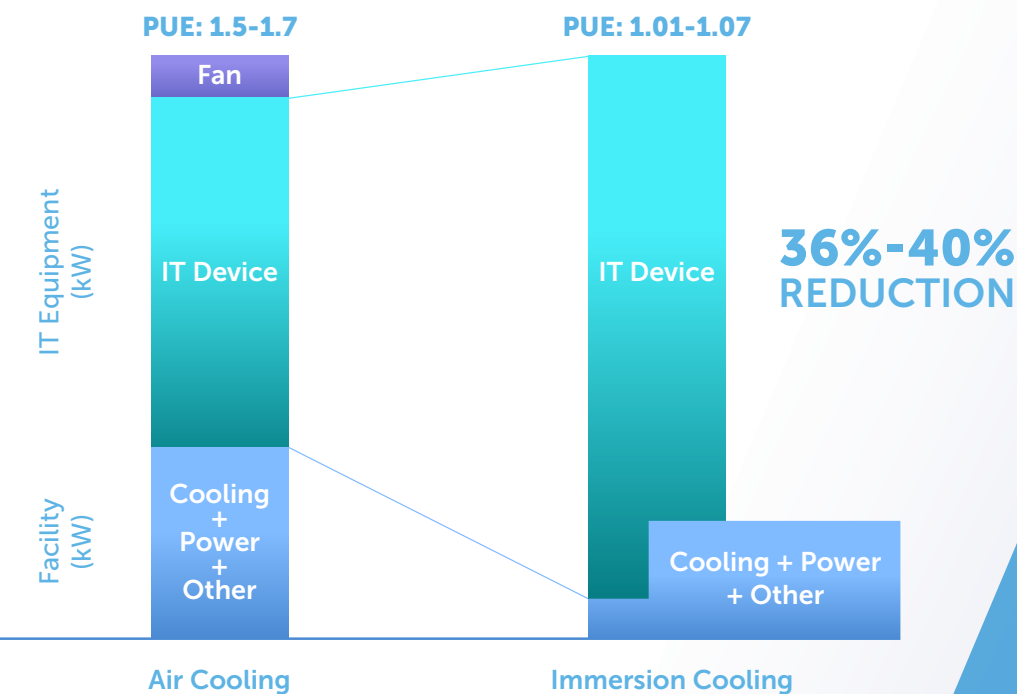 PUE: 1.5-1.7
PUE: 1.01-1.07
Fan
IT Equipment
(kW)
IT Device
IT Device
36%-40%
REDUCTION
Facility
(kW)
Cooling
+
Power
+
Other
Cooling + Power
+ Other
Air Cooling
Immersion Cooling